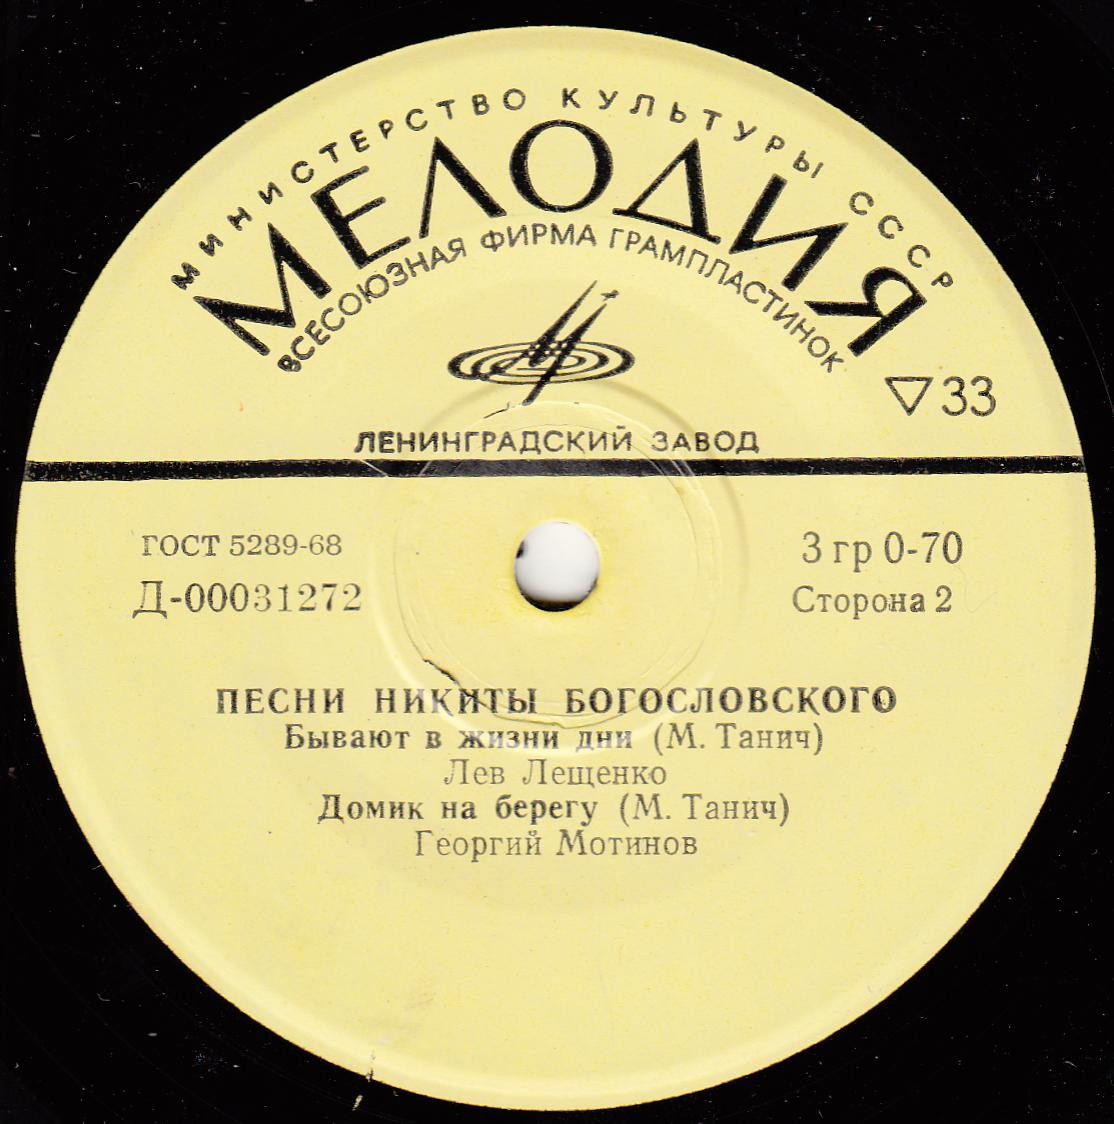 МИНИСТЕРСТВО КУЛЬТУРЫ СССР
МЕЛОДИЯ
ВСЕСОЮЗНАЯ ФИРМА ГРАМПЛАСТИНОК
33
ЛЕНИНГРАДСКИЙ ЗАВОД
ГОСТ 5289-68
3 гр 0-70
Д-00031272
Сторона 2
ПЕСНИ НИКИТЫ БОГОСЛОВСКОГО
Бывают в жизни дни (М. Танич)
Лев Лещенко
Домик на берегу (М. Танич)
Георгий Мотинов